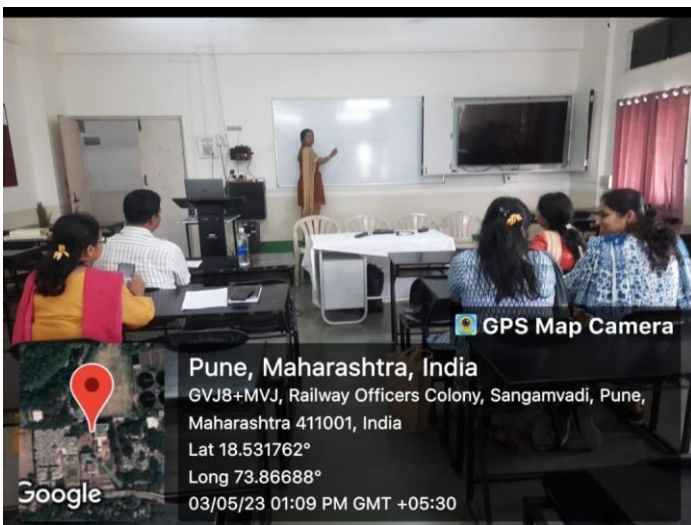 GPS Map Camera
Pune, Maharashtra, India
GVJ8+MVJ, Railway Officers Colony, Sangamvadi, Pune,
Maharashtra 411001, India
Lat 18.531762°
Long 73.86688°
03/05/23 01:09 PM GMT +05:30
Google